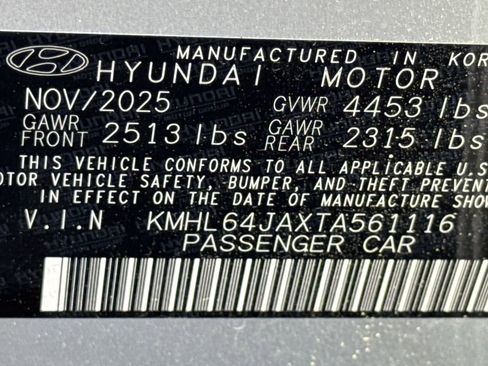 MANUFACTURED IN KOR
HYUNDAI MOTOR
NOV/2025 GVWR 4453 lbs
GAWR FRONT 2513 lbs GAWR REAR 2315 lbs
THIS VEHICLE CONFORMS TO ALL APPLICABLE U.S
OTOR VEHICLE SAFETY, BUMPER, AND THEFT PREVENT
IN EFFECT ON THE DATE OF MANUFACTURE SHOW
V.I.N KMHL64JAXTA561116
PASSENGER CAR